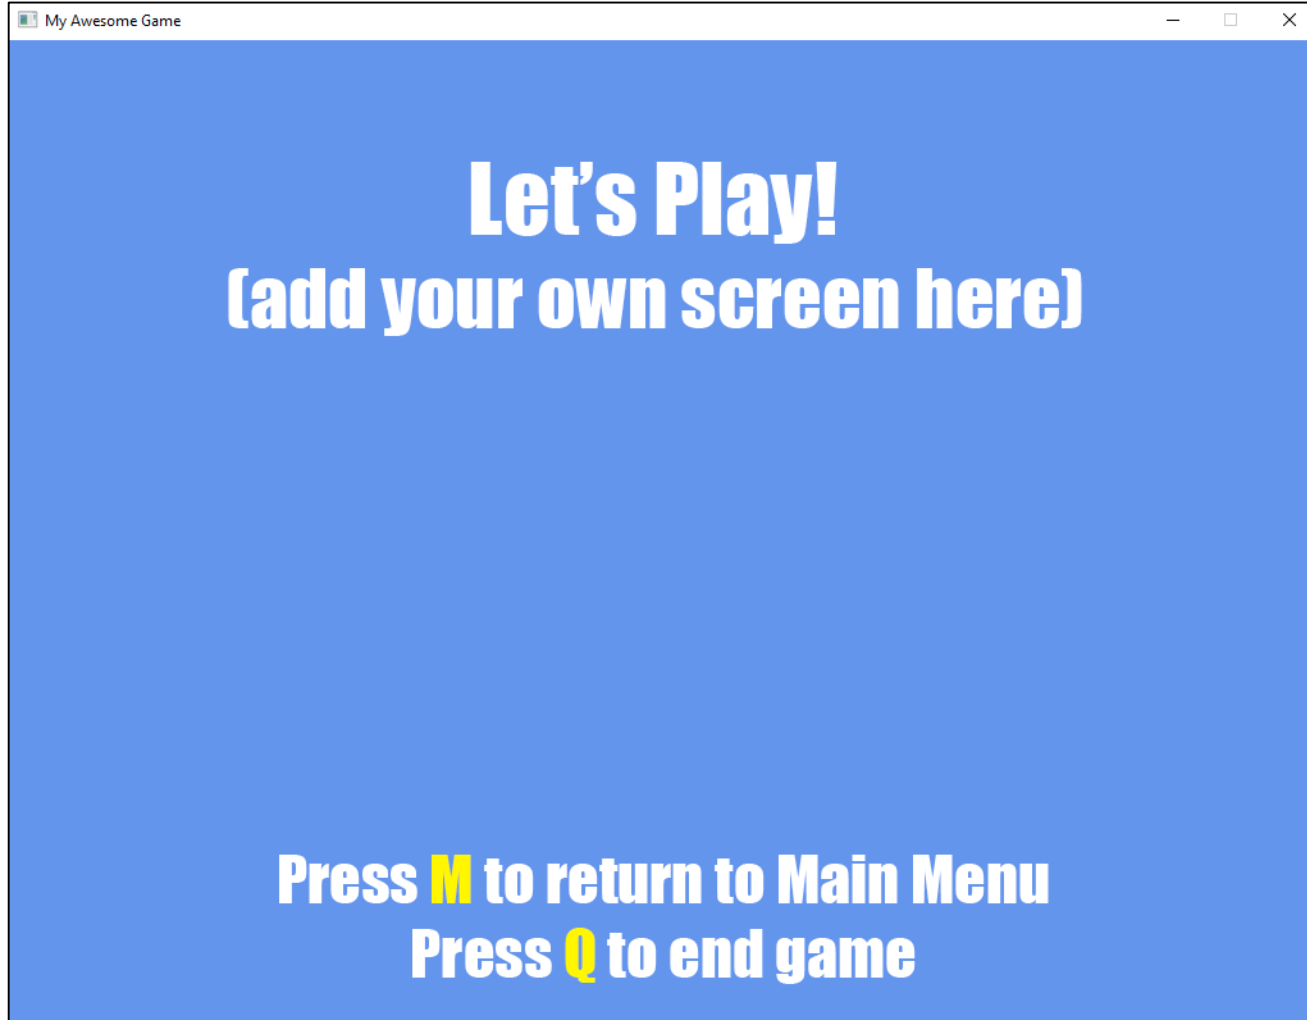 My Awesome Game
Let’s Play!
(add your own screen here)
Press M to return to Main Menu
Press Q to end game